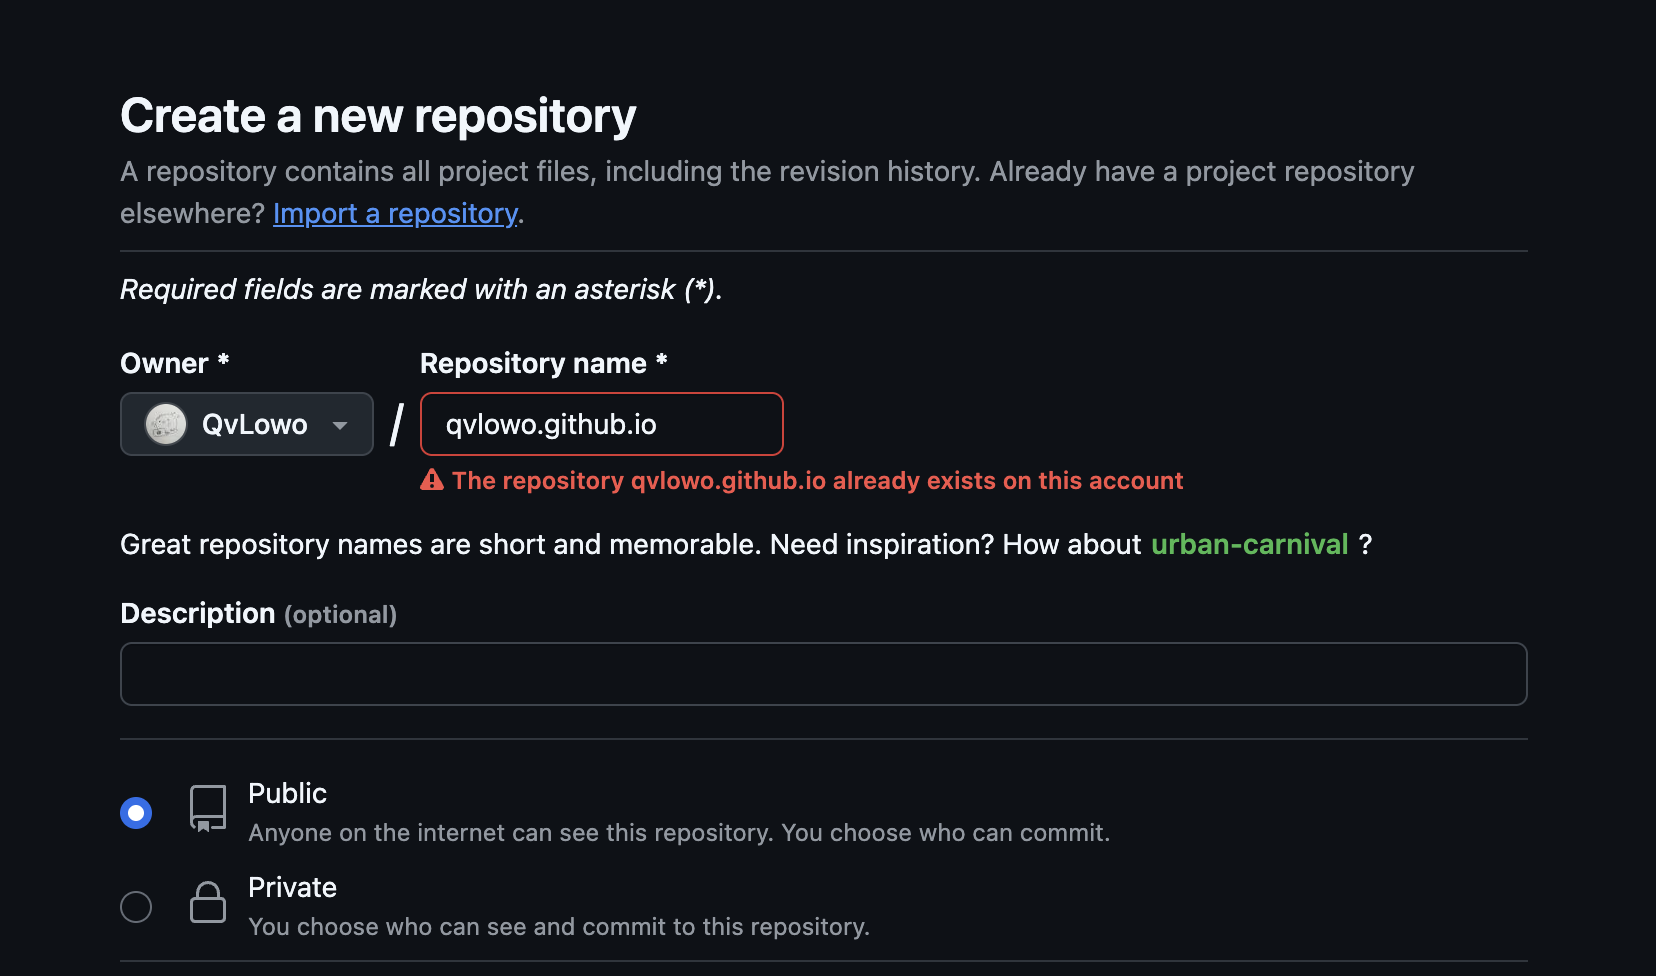 Create a new repository
A repository contains all project files, including the revision history. Already have a project repository
elsewhere? Import a repository.
Required fields are marked with an asterisk (*).
Owner *
Repository name *
QvLowo
/
qvlowo.github.io
The repository qvlowo.github.io already exists on this account
Great repository names are short and memorable. Need inspiration? How about urban-carnival ?
Description (optional)
Public
Anyone on the internet can see this repository. You choose who can commit.
Private
You choose who can see and commit to this repository.